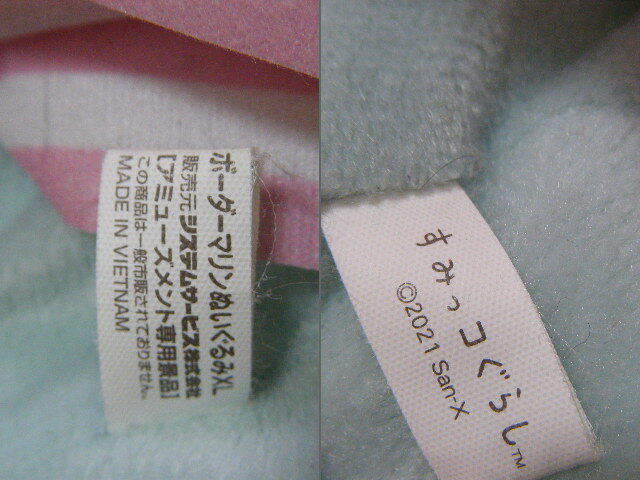 ボーダーマリンぬいぐるみXL
販売元システムサービス株式会社
【アミューズメント専用景品】
この商品は一般市販されておりません。
MADE IN VIETNAM
すみっコぐらし™
©2021 San-X